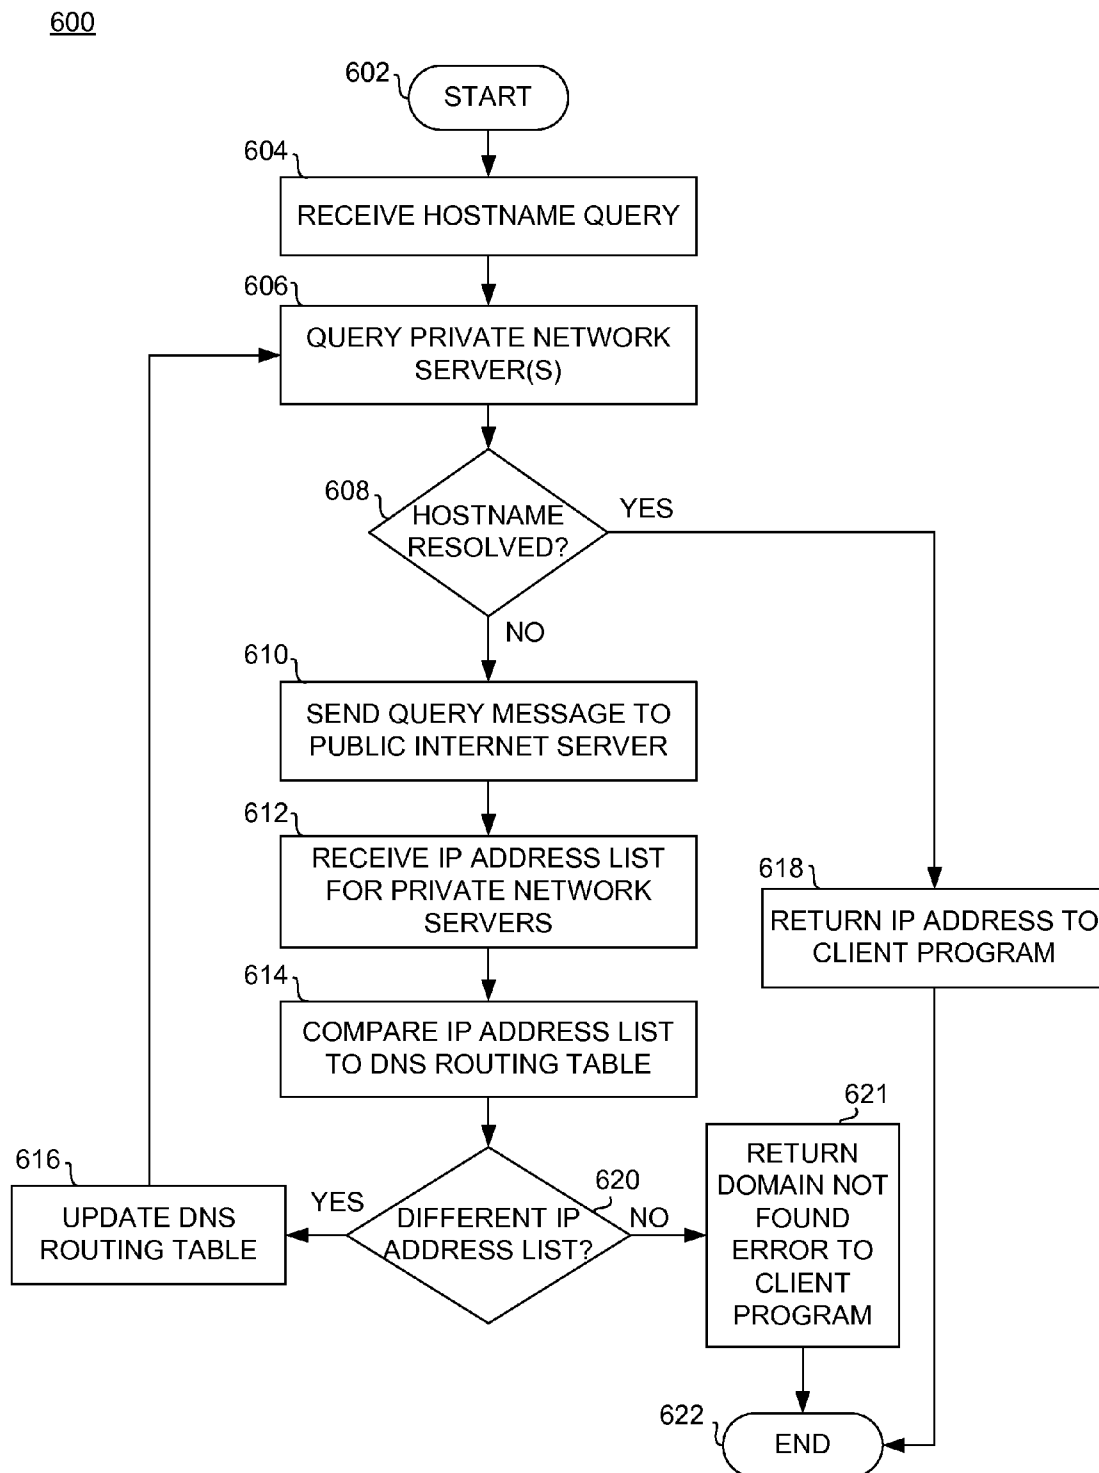 600
602
START
604
RECEIVE HOSTNAME QUERY
606
QUERY PRIVATE NETWORK
SERVER(S)
608
HOSTNAME
RESOLVED?
YES
NO
610
SEND QUERY MESSAGE TO
PUBLIC INTERNET SERVER
612
RECEIVE IP ADDRESS LIST
FOR PRIVATE NETWORK
SERVERS
618
RETURN IP ADDRESS TO
CLIENT PROGRAM
614
COMPARE IP ADDRESS LIST
TO DNS ROUTING TABLE
616
UPDATE DNS
ROUTING TABLE
YES
620
DIFFERENT IP
ADDRESS LIST?
NO
621
RETURN
DOMAIN NOT
FOUND
ERROR TO
CLIENT
PROGRAM
622
END